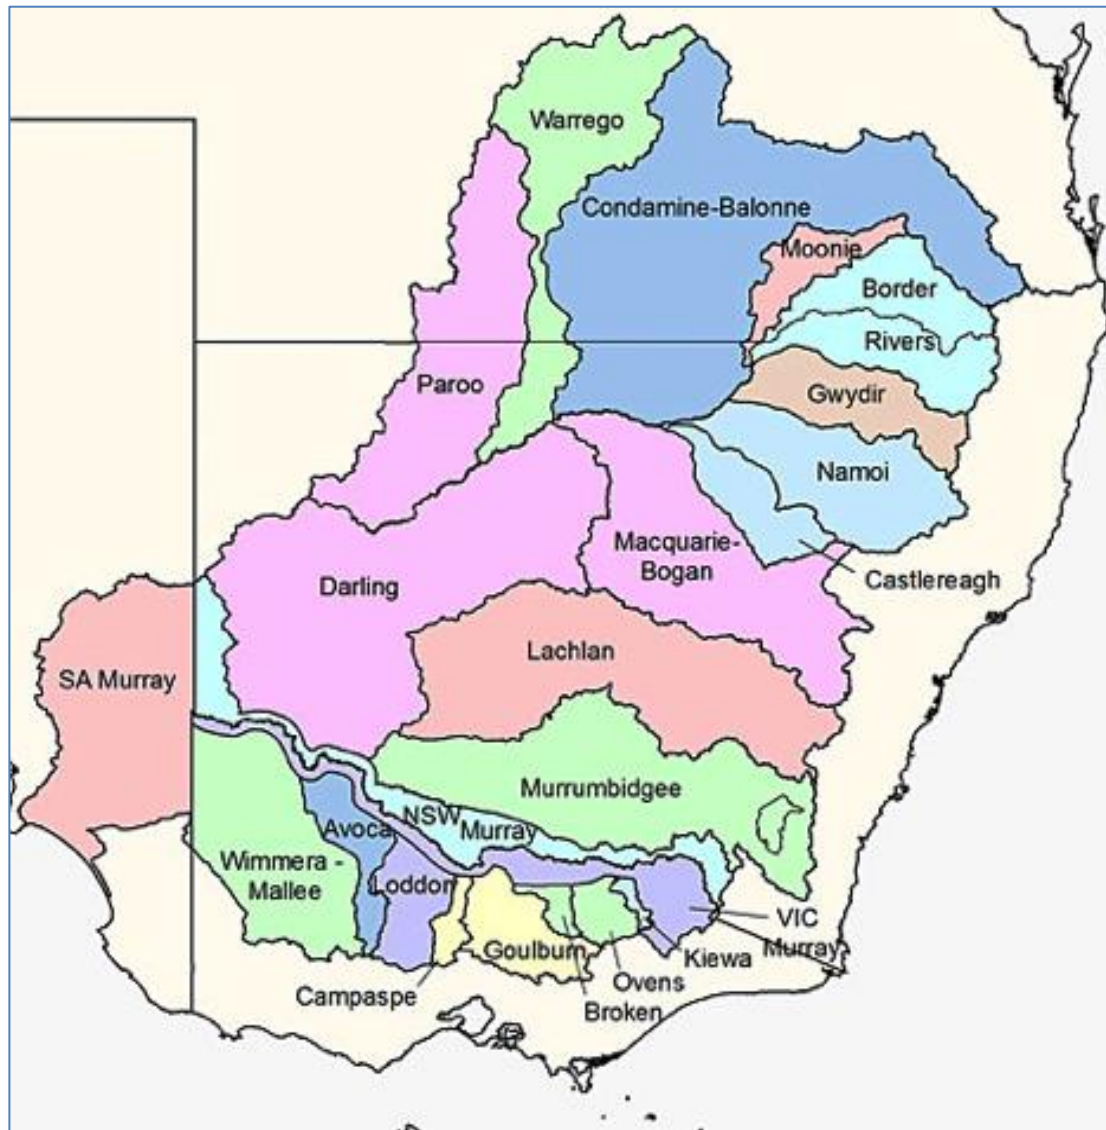 Warrego
Condamine-Balonne
Moonie
Border
Rivers
Paroo
Gwydir
Namoi
Macquarie-
Bogan
Castlereagh
Darling
Lachlan
SA Murray
Murrumbidgee
NSW
Murray
Avoca
Wimmera -
Mallee
Loddon
VIC
Murray
Goulburn
Kiewa
Ovens
Campaspe
Broken